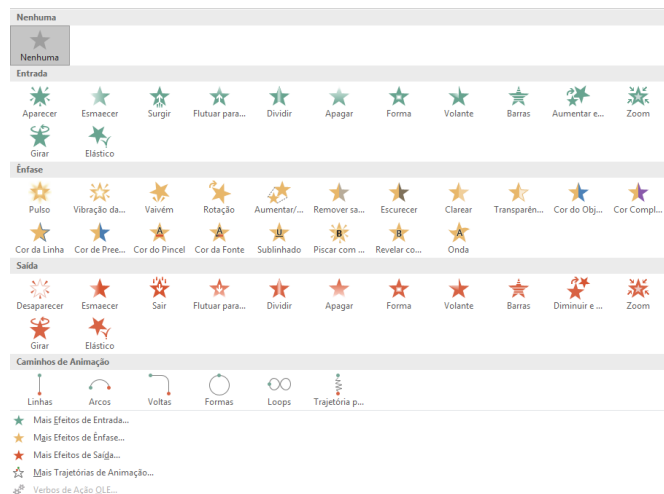 Nenhuma
Nenhuma
Entrada
Aparecer Esmaecer Surgir Flutuar para... Dividir Apagar Forma Volante Barras Aumentar e... Zoom
Girar Elástico
Ênfase
Pulso Vibração da... Vaivém Rotação Aumentar/... Remover sa... Escurecer Clarear Transparên... Cor do Obj... Cor Compl...
Cor da Linha Cor de Pree... Cor do Pincel Cor da Fonte Sublinhado Piscar com ... Revelar co... Onda
Saída
Desaparecer Esmaecer Sair Flutuar para... Dividir Apagar Forma Volante Barras Diminuir e ... Zoom
Girar Elástico
Caminhos de Animação
Linhas Arcos Voltas Formas Loops Trajetória p...
Mais Efeitos de Entrada...
Mais Efeitos de Ênfase...
Mais Efeitos de Saída...
Mais Trajetórias de Animação...
Verbos de Ação OLE...